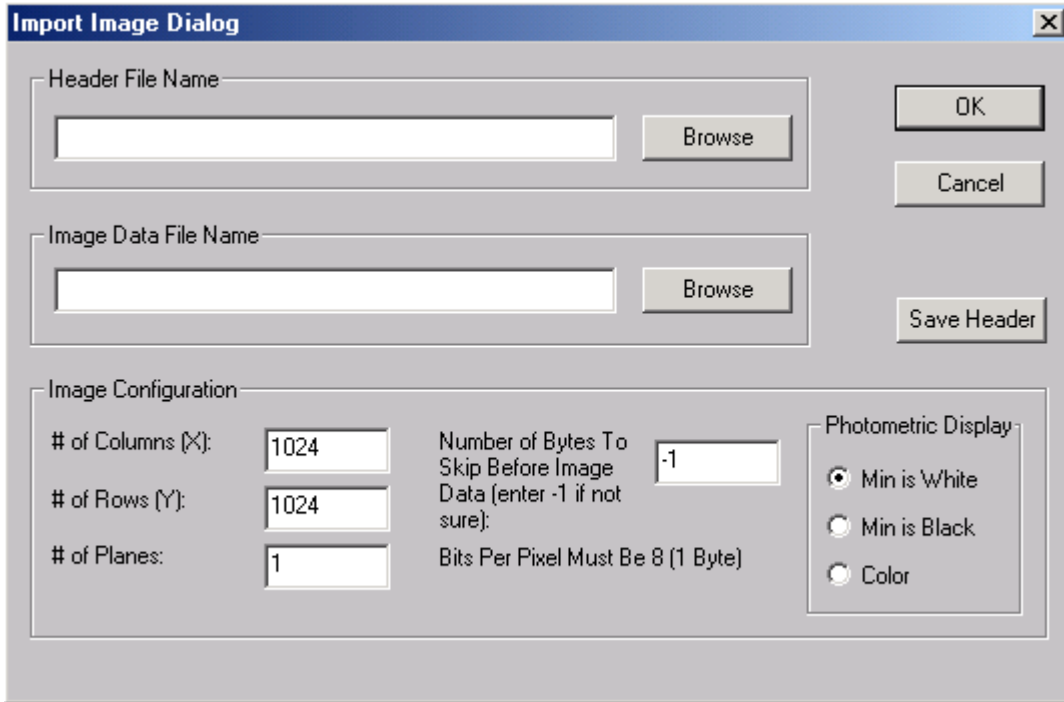 Import Image Dialog
Header File Name
Browse
OK
Cancel
Image Data File Name
Browse
Save Header
Image Configuration
# of Columns (X):
1024
# of Rows (Y):
1024
# of Planes:
1
Number of Bytes To
Skip Before Image
Data (enter -1 if not
sure):
-1
Bits Per Pixel Must Be 8 (1 Byte)
Photometric Display
Min is White
Min is Black
Color